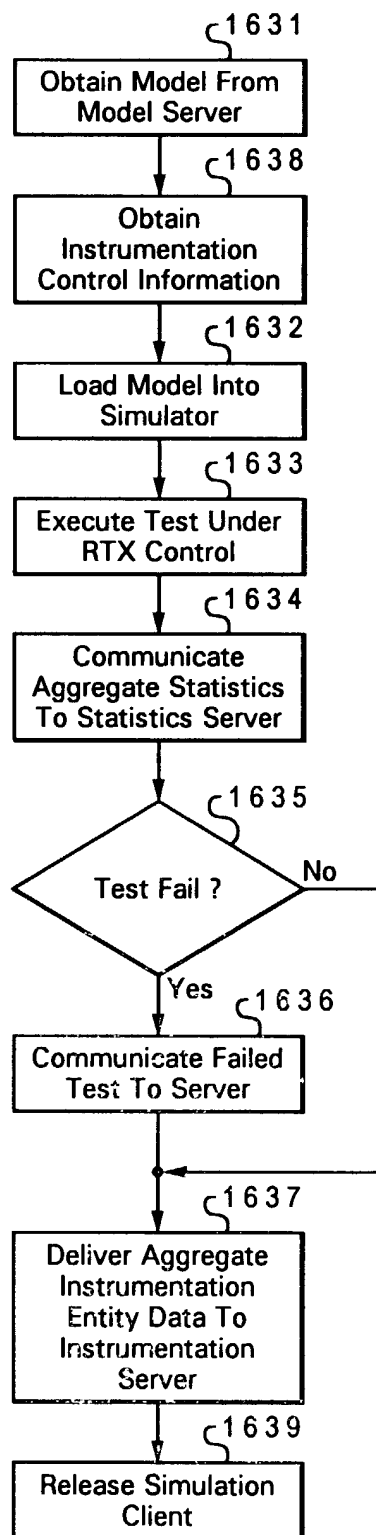 1631
Obtain Model From
Model Server
1638
Obtain
Instrumentation
Control Information
1632
Load Model Into
Simulator
1633
Execute Test Under
RTX Control
1634
Communicate
Aggregate Statistics
To Statistics Server
1635
Test Fail ?
No
Yes
1636
Communicate Failed
Test To Server
1637
Deliver Aggregate
Instrumentation
Entity Data To
Instrumentation
Server
1639
Release Simulation
Client